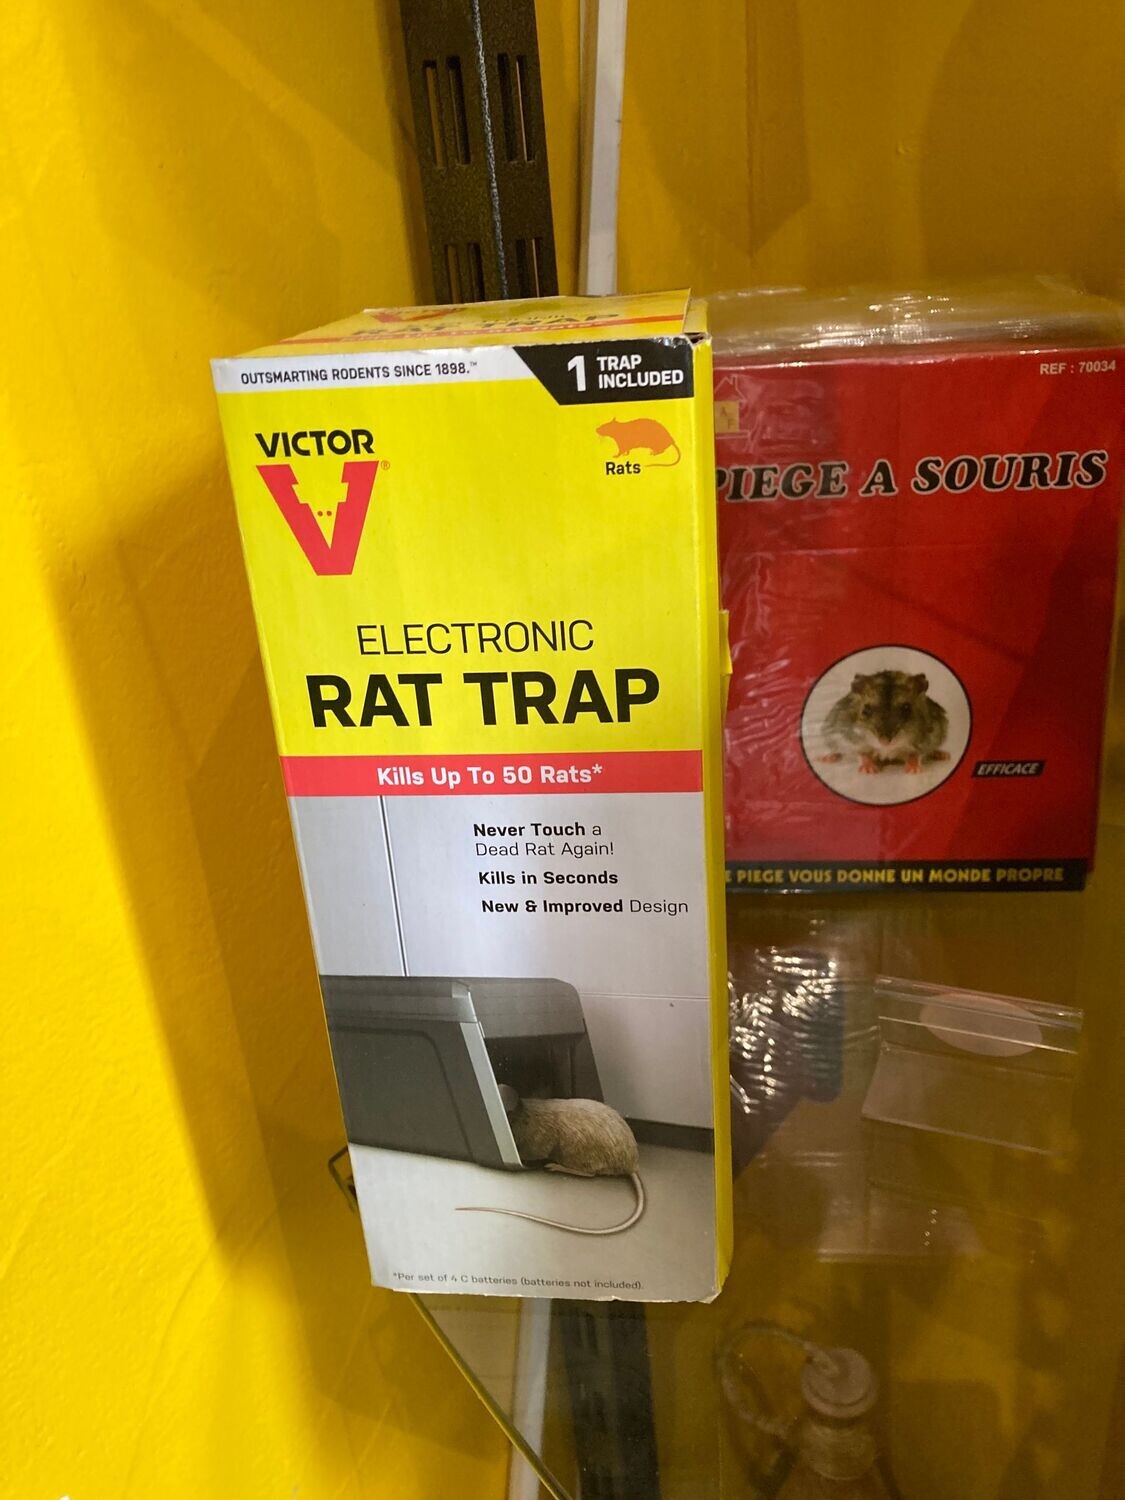 OUTSMARTING RODENTS SINCE 1898.™
1 TRAP
INCLUDED
VICTOR
®
Rats
ELECTRONIC
RAT TRAP
Kills Up To 50 Rats*
Never Touch a
Dead Rat Again!
Kills in Seconds
New & Improved Design
*Per set of 4 C batteries (batteries not included).
RAT TRAP
REF : 70034
PIEGE A SOURIS
EFFICACE
PIEGE VOUS DONNE UN MONDE PROPRE